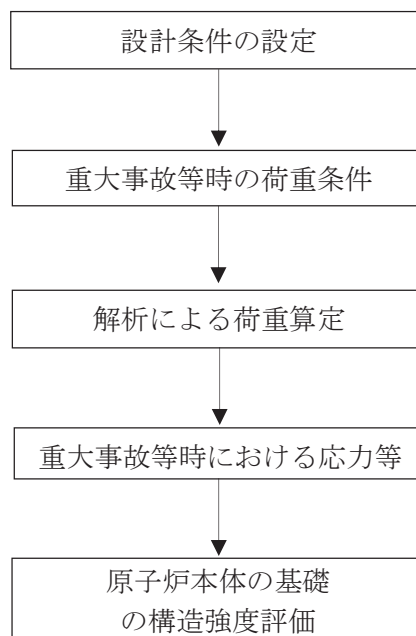 設計条件の設定
重大事故等時の荷重条件
解析による荷重算定
重大事故等時における応力等
原子炉本体の基礎
の構造強度評価